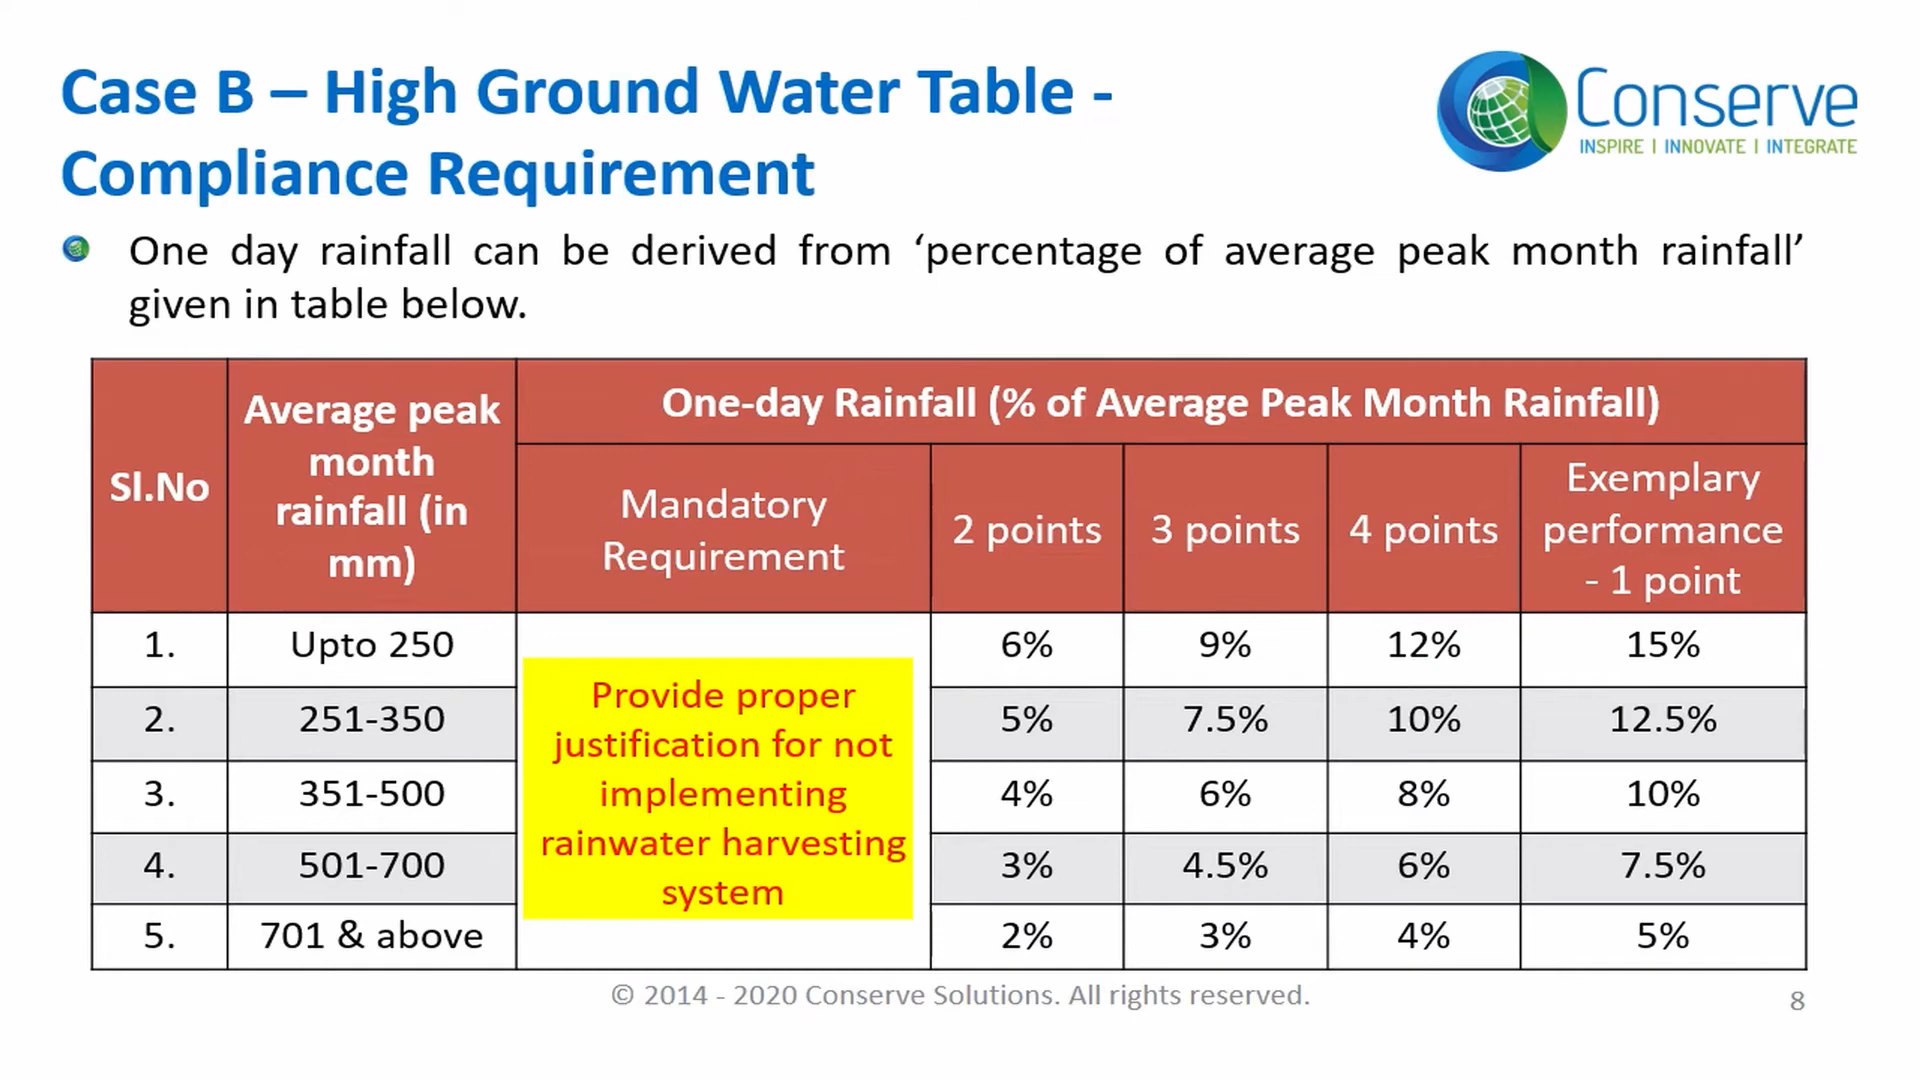 Case B – High Ground Water Table -
Compliance Requirement
Conserve
INSPIRE | INNOVATE | INTEGRATE
One day rainfall can be derived from ‘percentage of average peak month rainfall’
given in table below.
Sl.No
Average peak
month
rainfall (in
mm)
One-day Rainfall (% of Average Peak Month Rainfall)
Mandatory
Requirement
2 points
3 points
4 points
Exemplary
performance
- 1 point
1. Upto 250 6% 9% 12% 15%
2. 251-350 5% 7.5% 10% 12.5%
3. 351-500 4% 6% 8% 10%
4. 501-700 3% 4.5% 6% 7.5%
5. 701 & above 2% 3% 4% 5%
Provide proper
justification for not
implementing
rainwater harvesting
system
© 2014 - 2020 Conserve Solutions. All rights reserved.
8